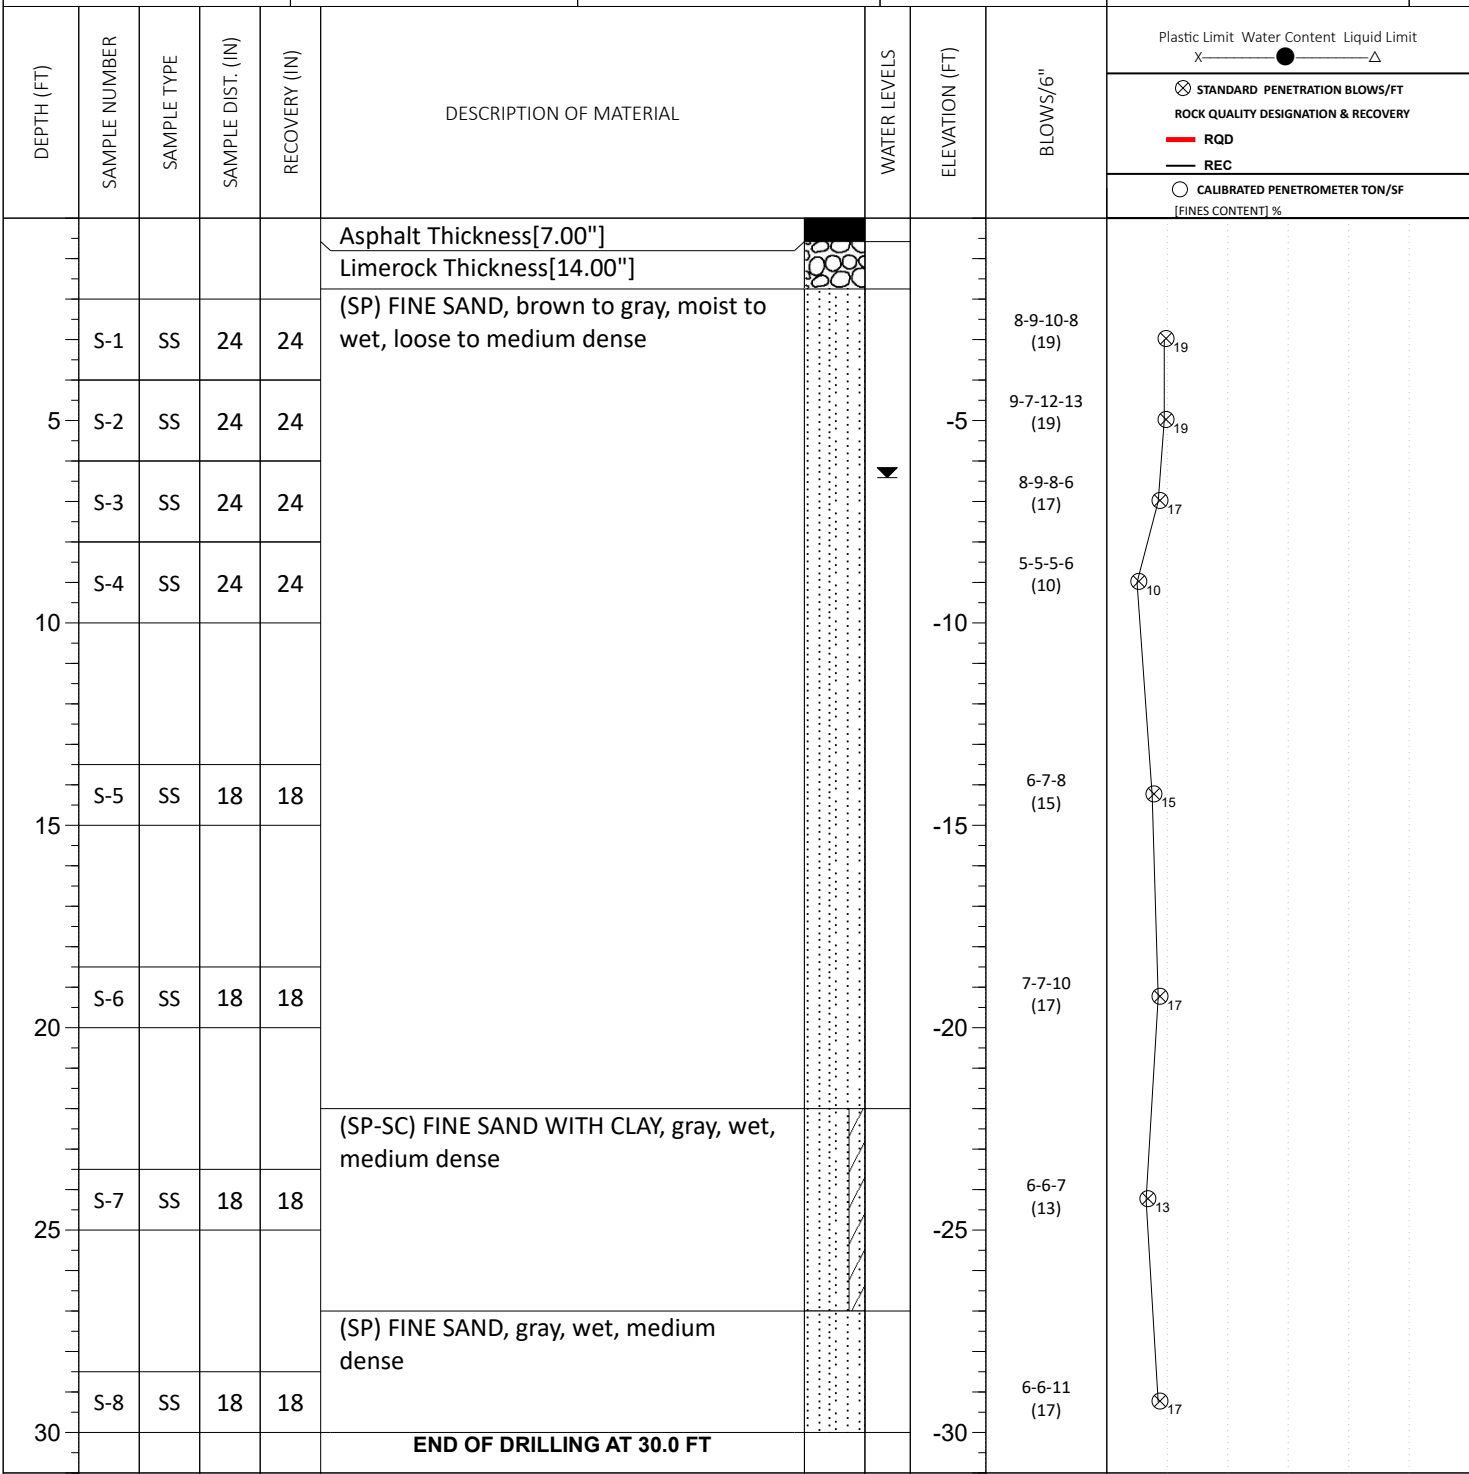 DEPTH (FT)
SAMPLE NUMBER
SAMPLE TYPE
SAMPLE DIST. (IN)
RECOVERY (IN)
DESCRIPTION OF MATERIAL
WATER LEVELS
ELEVATION (FT)
BLOWS/6"
Plastic Limit Water Content Liquid Limit
X
STANDARD PENETRATION BLOWS/FT
ROCK QUALITY DESIGNATION & RECOVERY
RQD
REC
CALIBRATED PENETROMETER TON/SF
[FINES CONTENT] %
Asphalt Thickness[7.00"]
Limerock Thickness[14.00"]
(SP) FINE SAND, brown to gray, moist to
wet, loose to medium dense
S-1 SS 24 24
8-9-10-8
(19)
19
5 S-2 SS 24 24 -5
9-7-12-13
(19)
19
S-3 SS 24 24
8-9-8-6
(17)
17
S-4 SS 24 24
5-5-5-6
(10)
10
10 -10
S-5 SS 18 18
6-7-8
(15)
15
15 -15
S-6 SS 18 18
7-7-10
(17)
17
20 -20
(SP-SC) FINE SAND WITH CLAY, gray, wet,
medium dense
S-7 SS 18 18
6-6-7
(13)
13
25 -25
(SP) FINE SAND, gray, wet, medium
dense
S-8 SS 18 18
6-6-11
(17)
17
30 -30
END OF DRILLING AT 30.0 FT